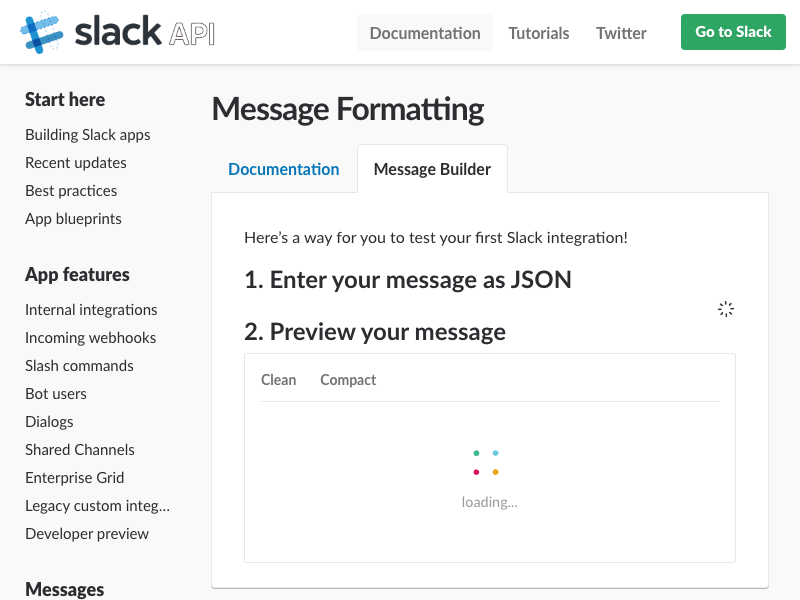 slack API
Documentation
Tutorials
Twitter
Go to Slack
Start here
Building Slack apps
Recent updates
Best practices
App blueprints
App features
Internal integrations
Incoming webhooks
Slash commands
Bot users
Dialogs
Shared Channels
Enterprise Grid
Legacy custom integ...
Developer preview
Messages
Message Formatting
Documentation
Message Builder
Here's a way for you to test your first Slack integration!
1. Enter your message as JSON
2. Preview your message
Clean
Compact
loading...